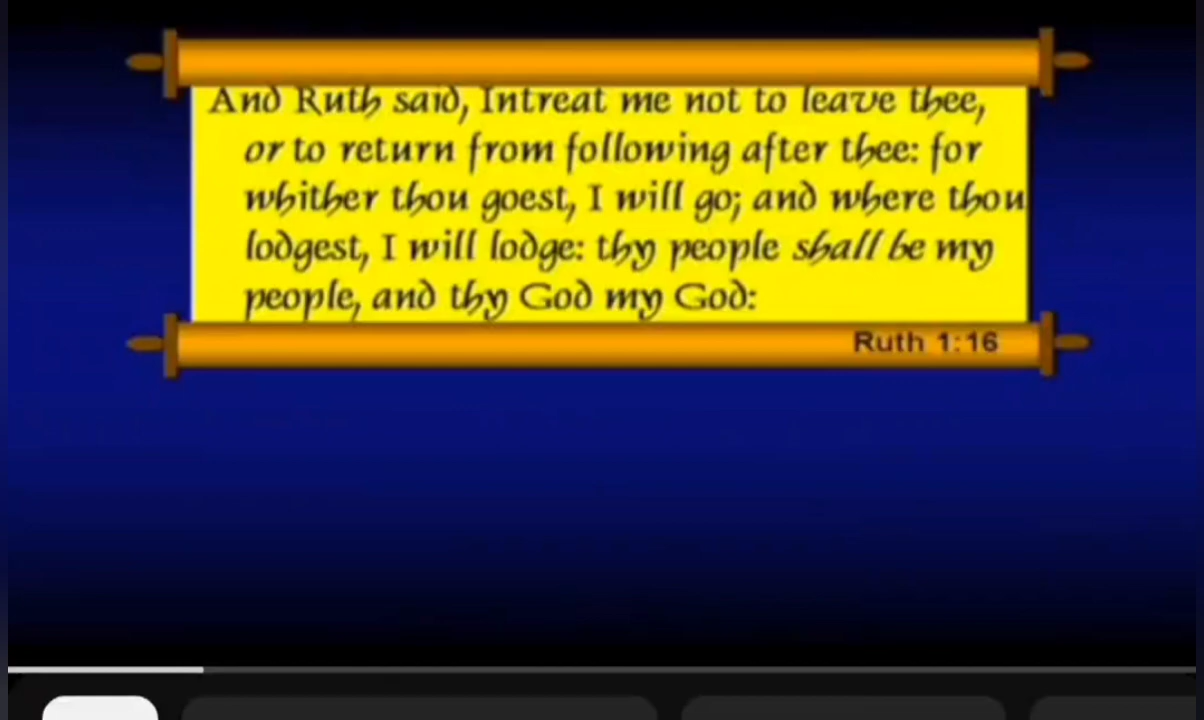 And Ruth said, Intreat me not to leave thee,
or to return from following after thee: for
whither thou goest, I will go; and where thou
lodgest, I will lodge: thy people shall be my
people, and thy God my God:
Ruth 1:16